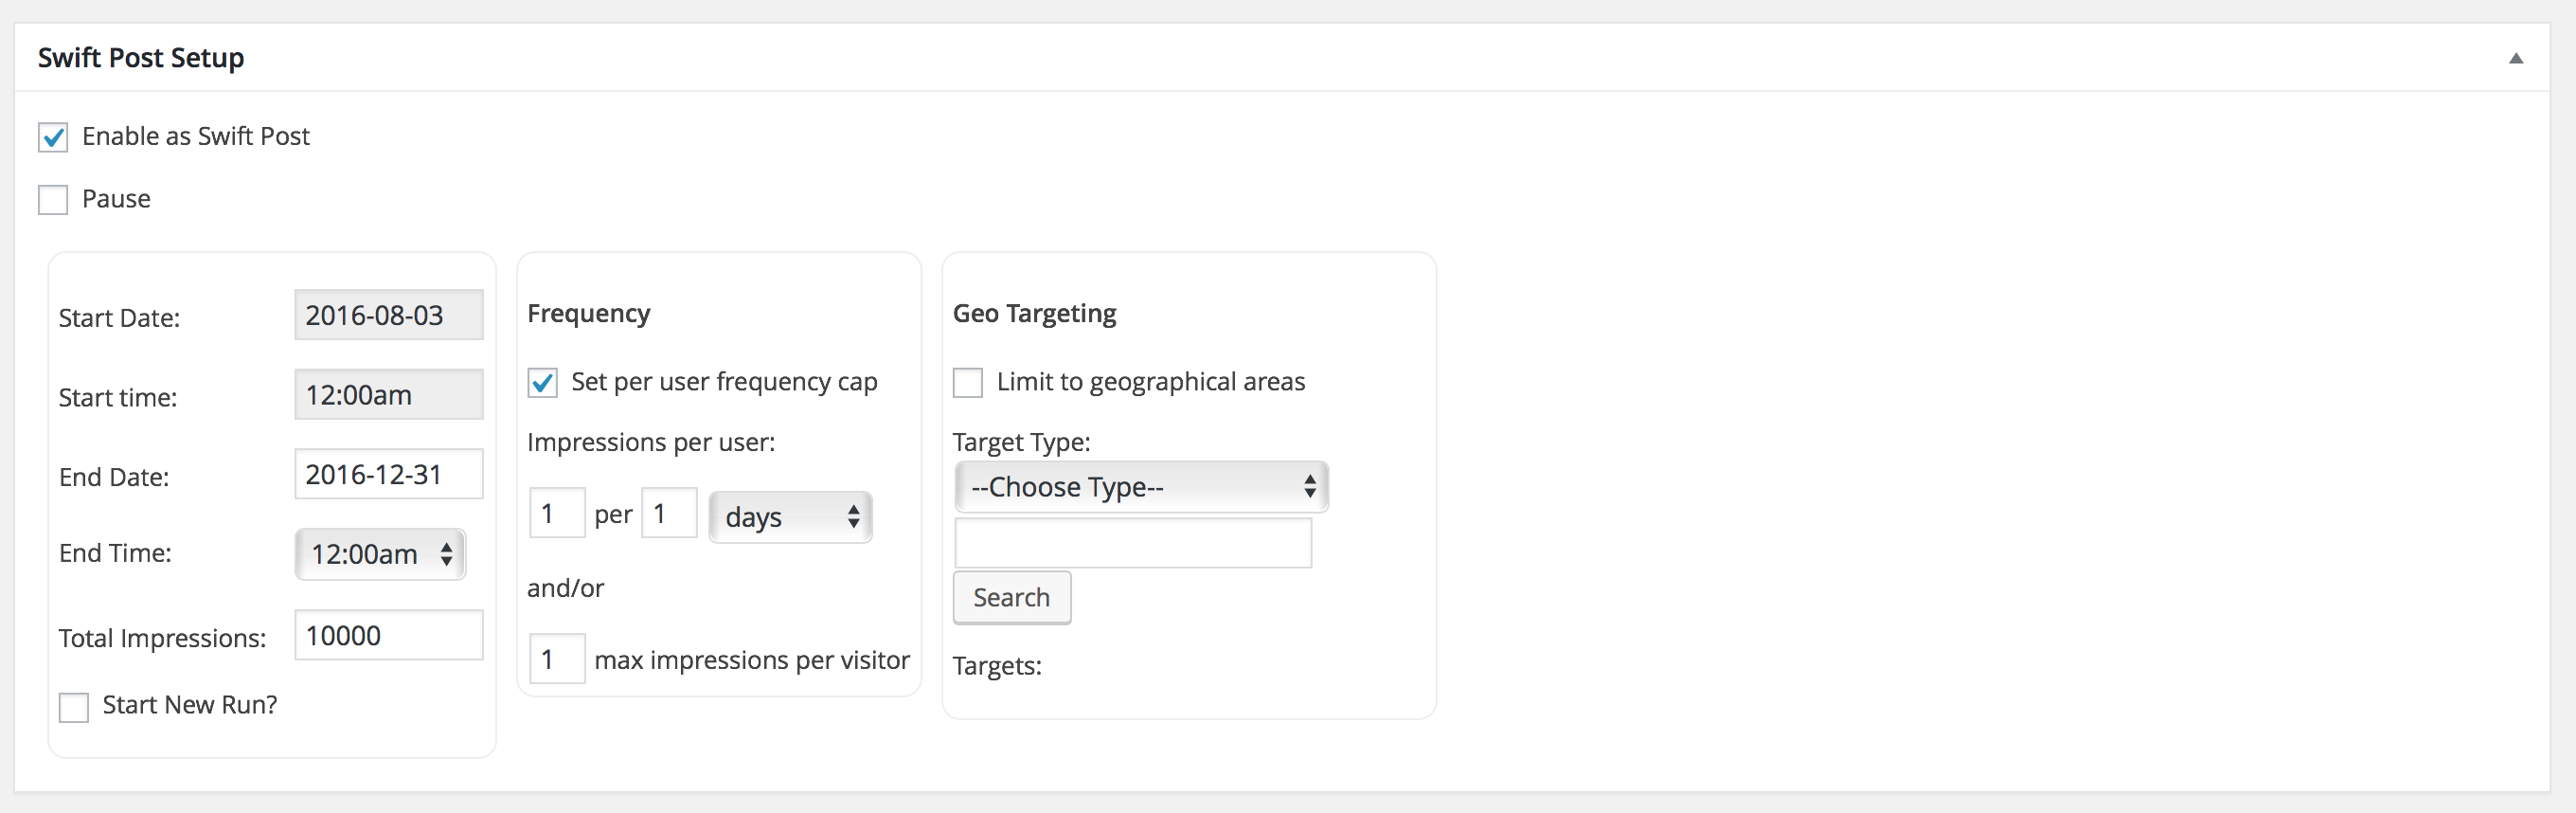 Swift Post Setup
Enable as Swift Post
Pause
Start Date: 2016-08-03
Start time: 12:00am
End Date: 2016-12-31
End Time: 12:00am
Total Impressions: 10000
Start New Run?
Frequency
Set per user frequency cap
Impressions per user:
1 per 1 days
and/or
1 max impressions per visitor
Geo Targeting
Limit to geographical areas
Target Type:
--Choose Type--
Search
Targets: